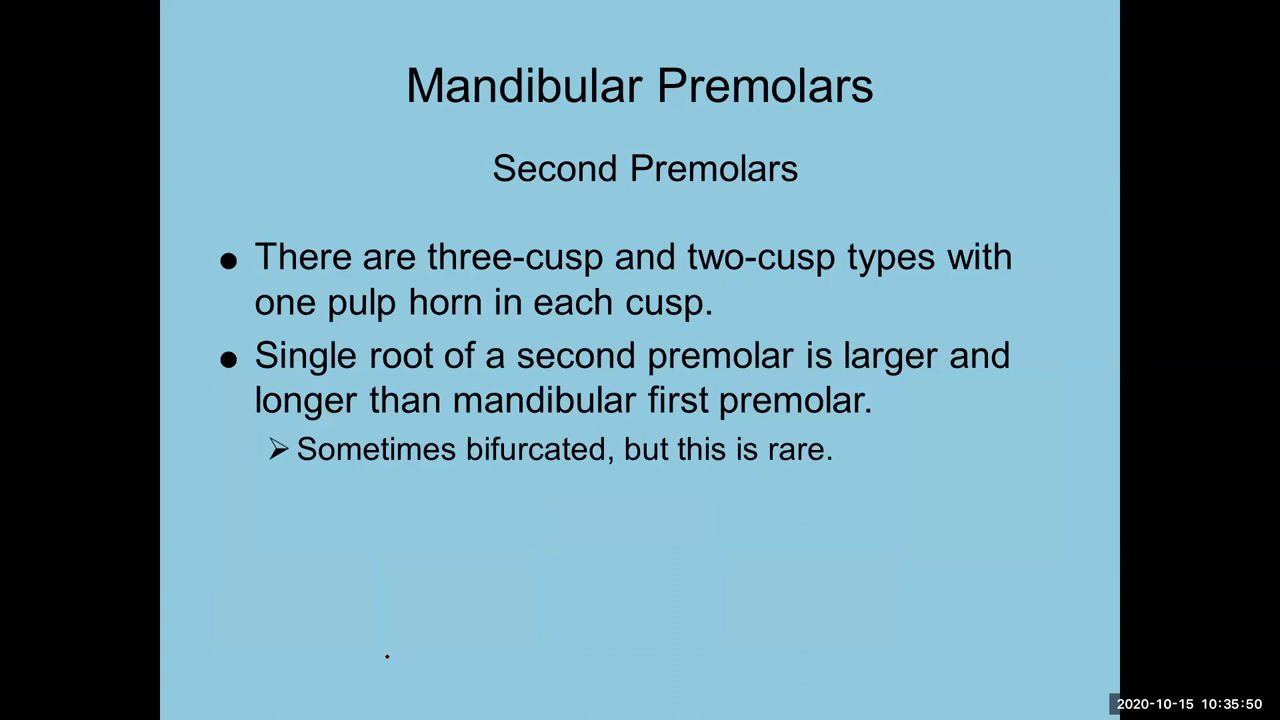 Mandibular Premolars
Second Premolars
● There are three-cusp and two-cusp types with
one pulp horn in each cusp.
● Single root of a second premolar is larger and
longer than mandibular first premolar.
➢ Sometimes bifurcated, but this is rare.
2020-10-15 10:35:50